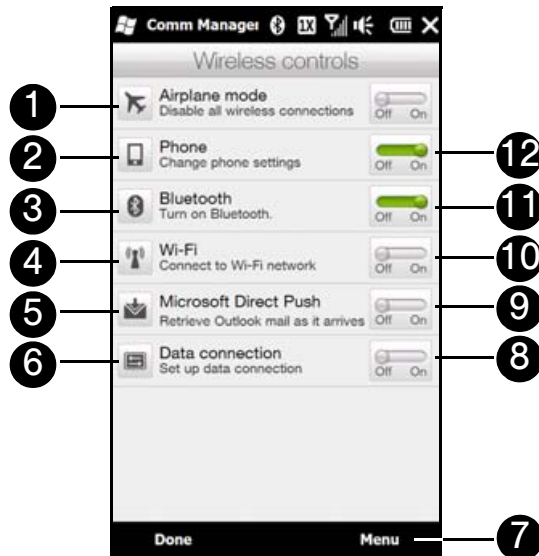 Comm Manager 1X
Wireless controls
1 Airplane mode
Disable all wireless connections
Off On
2 Phone
Change phone settings
Off On 12
3 Bluetooth
Turn on Bluetooth.
Off On 11
4 Wi-Fi
Connect to Wi-Fi network
Off On 10
5 Microsoft Direct Push
Retrieve Outlook mail as it arrives
Off On 9
6 Data connection
Set up data connection
Off On 8
Done Menu 7